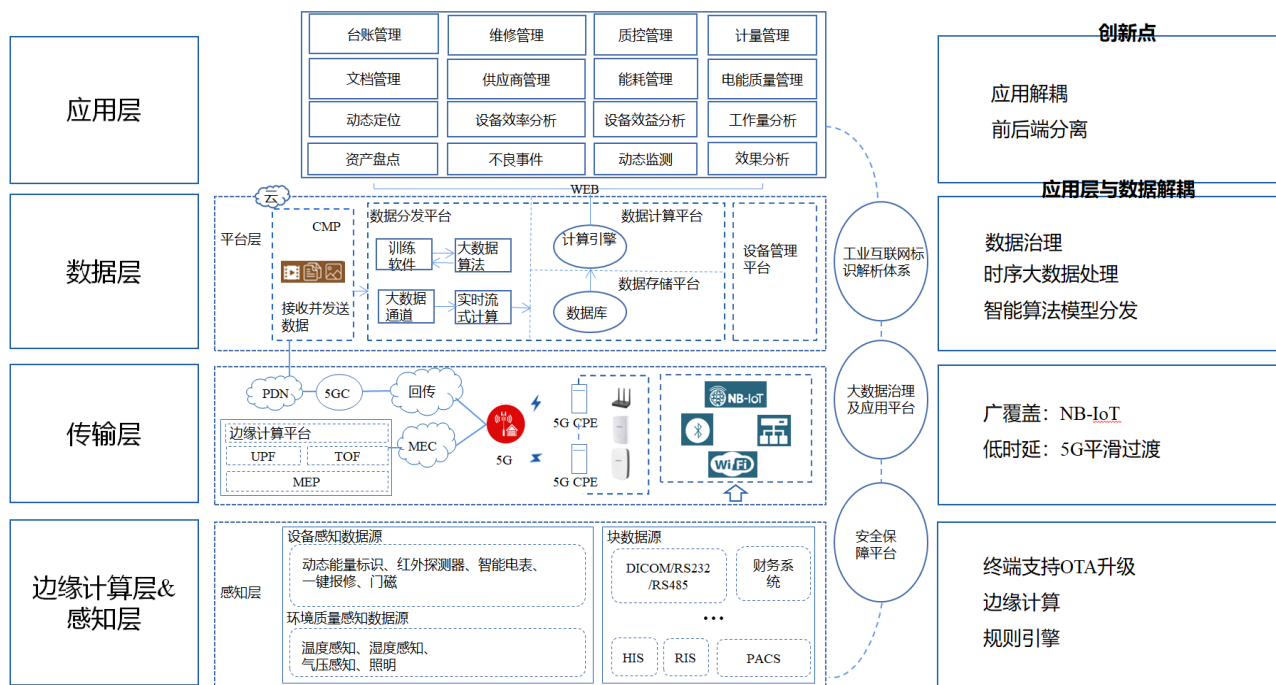 应用层
台账管理
维修管理
质控管理
计量管理
文档管理
供应商管理
能耗管理
电能质量管理
动态定位
设备效率分析
设备效益分析
工作量分析
资产盘点
不良事件
动态监测
效果分析
WEB
创新点
应用解耦
前后端分离
数据层
云
平台层
CMP
接收并发送
数据
数据分发平台
训练
软件
大数据
算法
大数据
通道
实时流
式计算
数据计算平台
计算引擎
数据存储平台
数据库
设备管理
平台
工业互联网标
识解析体系
应用层与数据解耦
数据治理
时序大数据处理
智能算法模型分发
传输层
PDN
5GC
回传
边缘计算平台
UPF
TOF
MEP
MEC
5G
5G CPE
5G CPE
NB-IoT
WiFi
大数据治理
及应用平台
广覆盖：NB-IoT
低时延：5G平滑过渡
边缘计算层&
感知层
感知层
设备感知数据源
动态能量标识、红外探测器、智能电表、
一键报修、门磁
环境质量感知数据源
温度感知、湿度感知、
气压感知、照明
块数据源
DICOM/RS232
/RS485
财务系
统
...
HIS
RIS
PACS
安全保
障平台
终端支持OTA升级
边缘计算
规则引擎